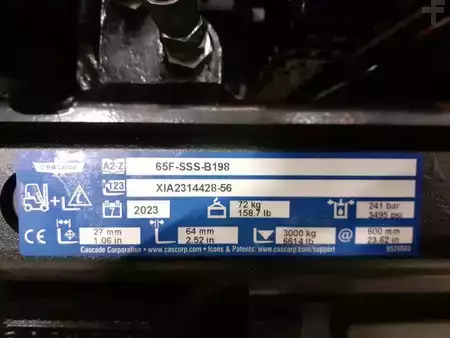 cascade
A2-Z 65F-SSS-B198
123 XIA2314428-56
7 2023 72 kg 158.7 lb 241 bar 3495 psi
CE 27 mm 1.06 in 64 mm 2.52 in 3000 kg 6614 lb @ 600 mm 23.62 in
Cascade Corporation • www.cascorp.com • Icons & Patents: www.cascorp.com/support